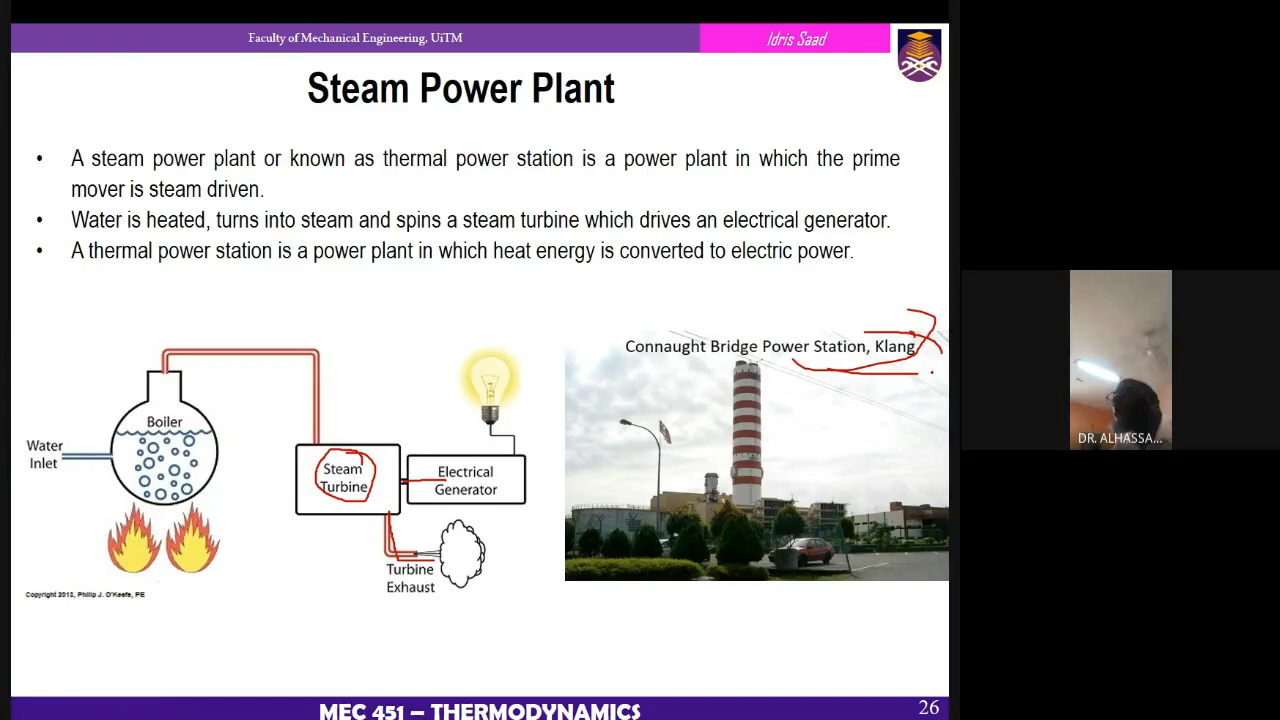 Faculty of Mechanical Engineering, UiTM
Idris Saad
Steam Power Plant
• A steam power plant or known as thermal power station is a power plant in which the prime
mover is steam driven.
• Water is heated, turns into steam and spins a steam turbine which drives an electrical generator.
• A thermal power station is a power plant in which heat energy is converted to electric power.
Connaught Bridge Power Station, Klang
Boiler
Water
Inlet
Steam
Turbine
Electrical
Generator
Turbine
Exhaust
Copyright 2013, Philip J. O'Keefe, PE
DR. ALHASSA...
MEC 451 – THERMODYNAMICS
26